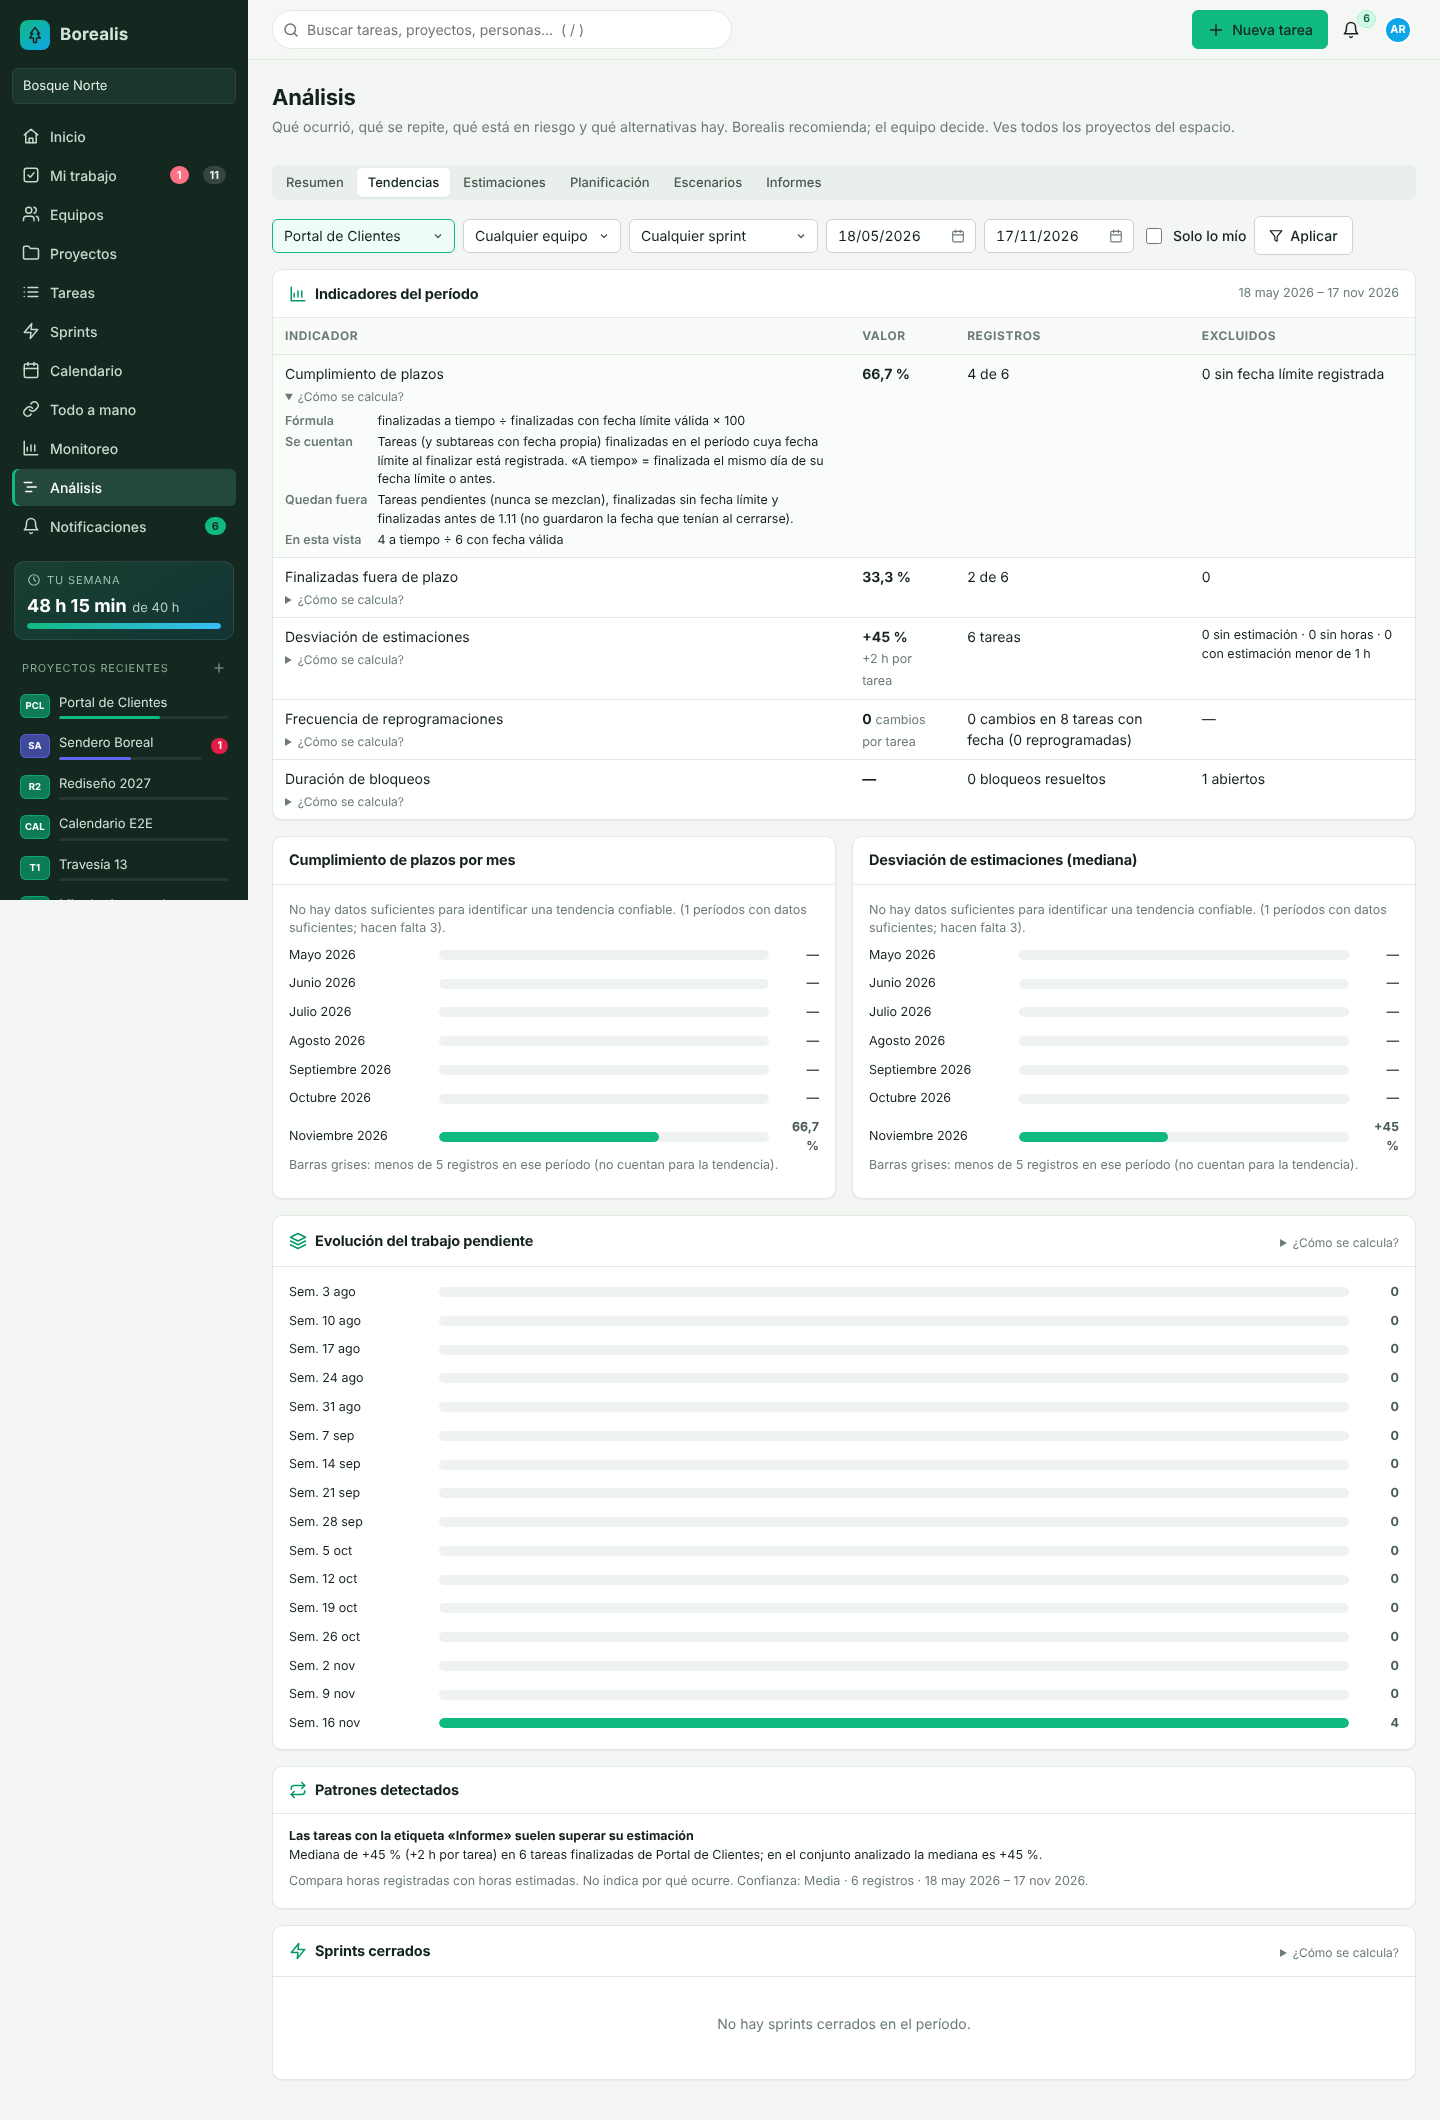 Borealis
Bosque Norte
Inicio
Mi trabajo 1 11
Equipos
Proyectos
Tareas
Sprints
Calendario
Todo a mano
Monitoreo
Análisis
Notificaciones 6
TU SEMANA
48 h 15 min de 40 h
PROYECTOS RECIENTES +
PCL Portal de Clientes
SA Sendero Boreal 1
R2 Rediseño 2027
CAL Calendario E2E
T1 Travesía 13
Buscar tareas, proyectos, personas... ( / )
Nueva tarea
6
AR
Análisis
Qué ocurrió, qué se repite, qué está en riesgo y qué alternativas hay. Borealis recomienda; el equipo decide. Ves todos los proyectos del espacio.
Resumen Tendencias Estimaciones Planificación Escenarios Informes
Portal de Clientes Cualquier equipo Cualquier sprint 18/05/2026 17/11/2026 Solo lo mío Aplicar
Indicadores del período 18 may 2026 – 17 nov 2026
INDICADOR VALOR REGISTROS EXCLUIDOS
Cumplimiento de plazos 66,7 % 4 de 6 0 sin fecha límite registrada
▼ ¿Cómo se calcula?
Fórmula finalizadas a tiempo ÷ finalizadas con fecha límite válida × 100
Se cuentan Tareas (y subtareas con fecha propia) finalizadas en el período cuya fecha
límite al finalizar está registrada. «A tiempo» = finalizada el mismo día de su
fecha límite o antes.
Quedan fuera Tareas pendientes (nunca se mezclan), finalizadas sin fecha límite y
finalizadas antes de 1.11 (no guardaron la fecha que tenían al cerrarse).
En esta vista 4 a tiempo ÷ 6 con fecha válida
Finalizadas fuera de plazo 33,3 % 2 de 6 0
▶ ¿Cómo se calcula?
Desviación de estimaciones +45 % 6 tareas 0 sin estimación · 0 sin horas · 0
▶ ¿Cómo se calcula? +2 h por con estimación menor de 1 h
tarea
Frecuencia de reprogramaciones 0 cambios 0 cambios en 8 tareas con —
▶ ¿Cómo se calcula? por tarea fecha (0 reprogramadas)
Duración de bloqueos — 0 bloqueos resueltos 1 abiertos
▶ ¿Cómo se calcula?
Cumplimiento de plazos por mes
No hay datos suficientes para identificar una tendencia confiable. (1 períodos con datos
suficientes; hacen falta 3).
Mayo 2026 —
Junio 2026 —
Julio 2026 —
Agosto 2026 —
Septiembre 2026 —
Octubre 2026 —
Noviembre 2026 66,7
%
Barras grises: menos de 5 registros en ese período (no cuentan para la tendencia).
Desviación de estimaciones (mediana)
No hay datos suficientes para identificar una tendencia confiable. (1 períodos con datos
suficientes; hacen falta 3).
Mayo 2026 —
Junio 2026 —
Julio 2026 —
Agosto 2026 —
Septiembre 2026 —
Octubre 2026 —
Noviembre 2026 +45
%
Barras grises: menos de 5 registros en ese período (no cuentan para la tendencia).
Evolución del trabajo pendiente ▶ ¿Cómo se calcula?
Sem. 3 ago 0
Sem. 10 ago 0
Sem. 17 ago 0
Sem. 24 ago 0
Sem. 31 ago 0
Sem. 7 sep 0
Sem. 14 sep 0
Sem. 21 sep 0
Sem. 28 sep 0
Sem. 5 oct 0
Sem. 12 oct 0
Sem. 19 oct 0
Sem. 26 oct 0
Sem. 2 nov 0
Sem. 9 nov 0
Sem. 16 nov 4
Patrones detectados
Las tareas con la etiqueta «Informe» suelen superar su estimación
Mediana de +45 % (+2 h por tarea) en 6 tareas finalizadas de Portal de Clientes; en el conjunto analizado la mediana es +45 %.
Compara horas registradas con horas estimadas. No indica por qué ocurre. Confianza: Media · 6 registros · 18 may 2026 – 17 nov 2026.
Sprints cerrados ▶ ¿Cómo se calcula?
No hay sprints cerrados en el período.